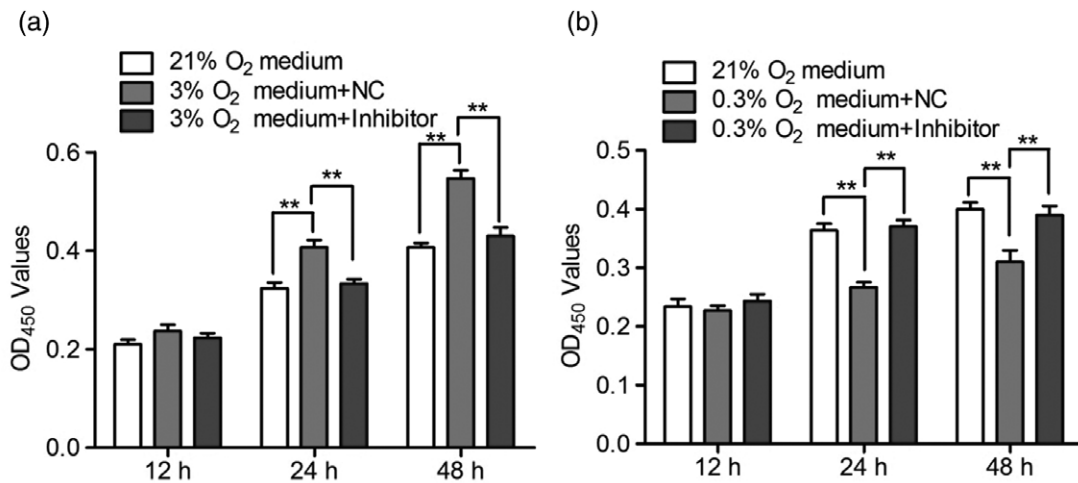 (a)
21% O₂ medium
3% O₂ medium+NC
3% O₂ medium+Inhibitor
OD₄₅₀ Values
0.6
0.4
0.2
0.0
**
**
**
**
12 h
24 h
48 h
(b)
21% O₂ medium
0.3% O₂ medium+NC
0.3% O₂ medium+Inhibitor
OD₄₅₀ Values
0.5
0.4
0.3
0.2
0.1
0.0
**
**
**
**
12 h
24 h
48 h